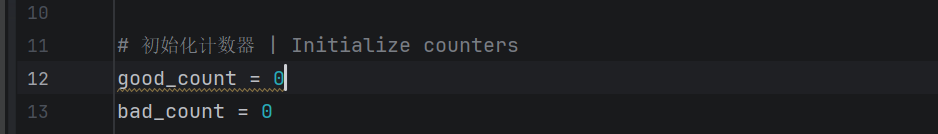 10
11 # 初始化计数器 | Initialize counters
12 good_count = 0
13 bad_count = 0